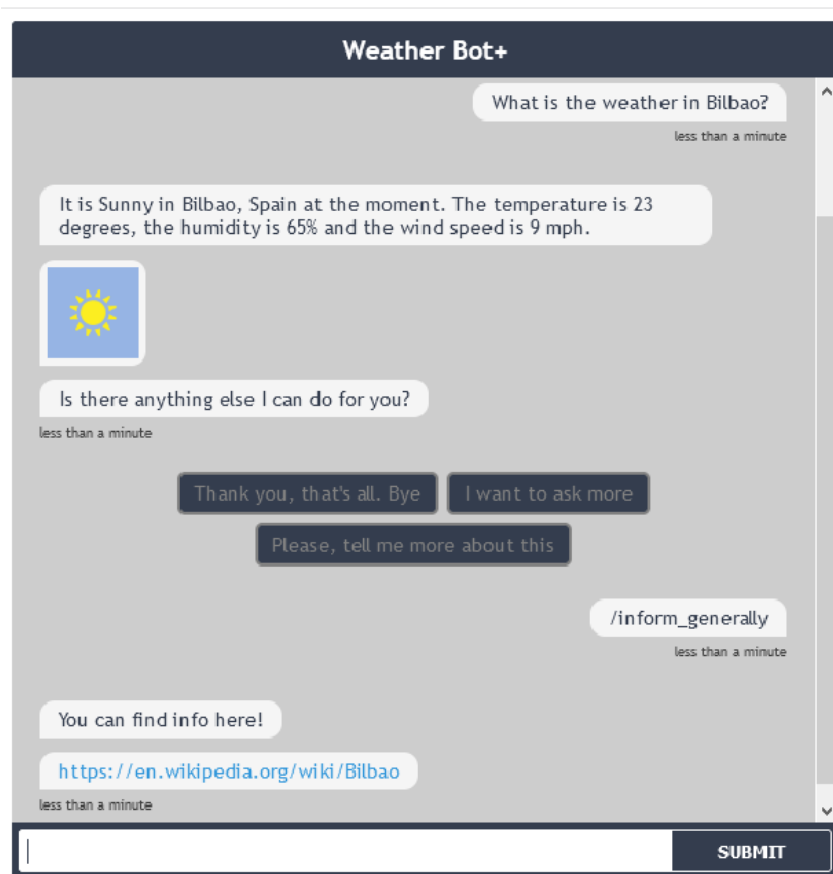 Weather Bot+
What is the weather in Bilbao?
less than a minute
It is Sunny in Bilbao, Spain at the moment. The temperature is 23
degrees, the humidity is 65% and the wind speed is 9 mph.
Is there anything else I can do for you?
less than a minute
Thank you, that's all. Bye
I want to ask more
Please, tell me more about this
/inform_generally
less than a minute
You can find info here!
https://en.wikipedia.org/wiki/Bilbao
less than a minute
SUBMIT